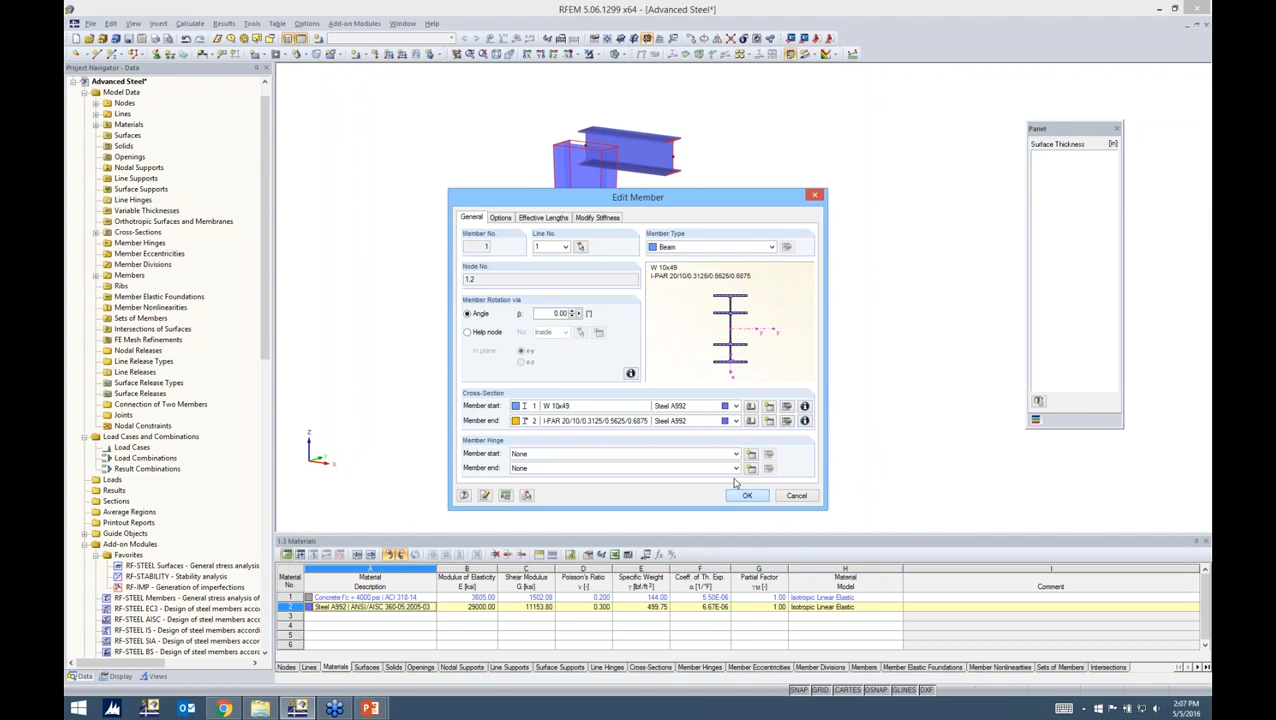 RFEM 5.06.1299 x64 - [Advanced Steel*]
File Edit View Insert Calculate Results Tools Table Options Add-on Modules Window Help
Project Navigator - Data
Advanced Steel*
Model Data
Nodes
Lines
Materials
Surfaces
Solids
Openings
Nodal Supports
Line Supports
Surface Supports
Line Hinges
Variable Thicknesses
Orthotropic Surfaces and Membranes
Cross-Sections
Member Hinges
Member Eccentricities
Member Divisions
Members
Ribs
Member Elastic Foundations
Member Nonlinearities
Sets of Members
Intersections of Surfaces
FE Mesh Refinements
Nodal Releases
Line Release Types
Line Releases
Surface Release Types
Surface Releases
Connection of Two Members
Joints
Nodal Constraints
Load Cases and Combinations
Load Cases
Load Combinations
Result Combinations
Loads
Results
Sections
Average Regions
Printout Reports
Guide Objects
Add-on Modules
Favorites
RF-STEEL Surfaces - General stress analysis
RF-STABILITY - Stability analysis
RF-IMP - Generation of imperfections
RF-STEEL Members - General stress analysis
RF-STEEL EC3 - Design of steel members accor
RF-STEEL AISC - Design of steel members acco
RF-STEEL IS - Design of steel members accordi
RF-STEEL SIA - Design of steel members accor
RF-STEEL BS - Design of steel members accorc
Data Display Views
Z
Y
X
Panel
Surface Thickness [in]
Edit Member
General Options Effective Lengths Modify Stiffness
Member No. Line No. Member Type
1 1 Beam
Node No.
1,2
W 10x49
I-PAR 20/10/0.3125/0.5625/0.6875
Member Rotation via
Angle β: 0.00 [°]
Help node No. Inside
In plane: x-y
x-z
y
z
Cross-Section
Member start: 1 W 10x49 Steel A992
Member end: 2 I-PAR 20/10/0.3125/0.5625/0.6875 Steel A992
Member Hinge
Member start: None
Member end: None
OK Cancel
1.3 Materials
A B C D E F G H I
Material No. Material Description Modulus of Elasticity E [ksi] Shear Modulus G [ksi] Poisson's Ratio ν [-] Specific Weight γ [lbf/ft³] Coeff. of Th. Exp. α [1/°F] Partial Factor γM [-] Material Model Comment
1 Concrete f'c = 4000 psi | ACI 318-14 3605.00 1502.08 0.200 144.00 5.50E-06 1.00 Isotropic Linear Elastic
2 Steel A992 | ANSI/AISC 360-05:2005-03 29000.00 11153.80 0.300 499.75 6.67E-06 1.00 Isotropic Linear Elastic
3
4
5
6
Nodes Lines Materials Surfaces Solids Openings Nodal Supports Line Supports Surface Supports Line Hinges Cross-Sections Member Hinges Member Eccentricities Member Divisions Members Member Elastic Foundations Member Nonlinearities Sets of Members Intersections
SNAP GRID CARTES OSNAP GLINES DXF
2:07 PM
5/5/2016